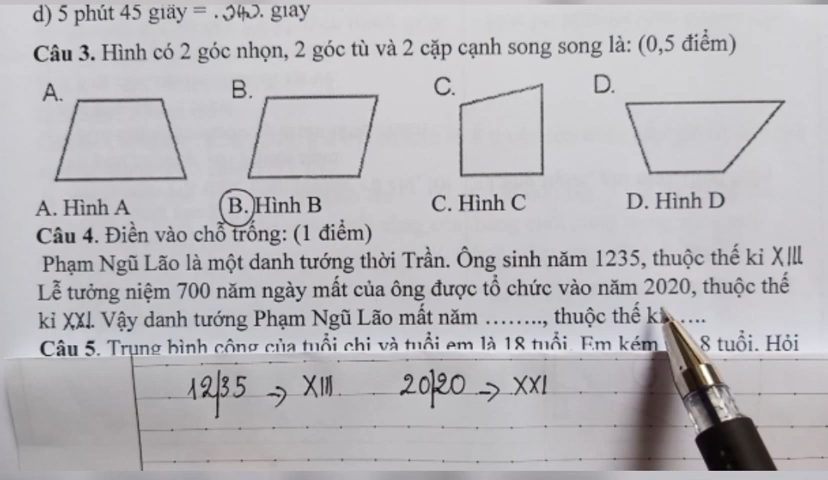 d) 5 phút 45 giây = .345. giây
Câu 3. Hình có 2 góc nhọn, 2 góc tù và 2 cặp cạnh song song là: (0,5 điểm)
A. B. C. D.
A. Hình A B. Hình B C. Hình C D. Hình D
Câu 4. Điền vào chỗ trống: (1 điểm)
Phạm Ngũ Lão là một danh tướng thời Trần. Ông sinh năm 1235, thuộc thế kỉ XIII
Lễ tưởng niệm 700 năm ngày mất của ông được tổ chức vào năm 2020, thuộc thế
kỉ XXI. Vậy danh tướng Phạm Ngũ Lão mất năm ........, thuộc thế k ....
Câu 5. Trung bình cộng của tuổi chị và tuổi em là 18 tuổi. Em kém 8 tuổi. Hỏi
12|35 → XIII 20|20 → XXI